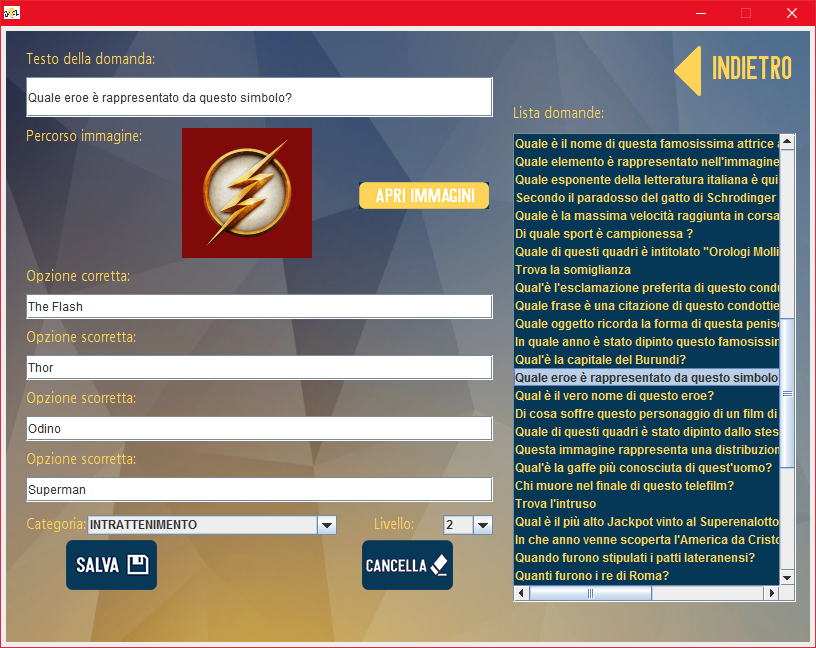 INDIETRO
Testo della domanda:
Quale eroe è rappresentato da questo simbolo?
Percorso immagine:
APRI IMMAGINI
Opzione corretta:
The Flash
Opzione scorretta:
Thor
Opzione scorretta:
Odino
Opzione scorretta:
Superman
Categoria: INTRATTENIMENTO
Livello: 2
SALVA
CANCELLA
Lista domande:
Quale è il nome di questa famosissima attrice
Quale elemento è rappresentato nell'immagine
Quale esponente della letteratura italiana è qui
Secondo il paradosso del gatto di Schrodinger
Quale è la massima velocità raggiunta in corsa
Di quale sport è campionessa ?
Quale di questi quadri è intitolato "Orologi Molli
Trova la somiglianza
Qual'è l'esclamazione preferita di questo
Quale frase è una citazione di questo
Quale oggetto ricorda la forma di questa
In quale anno è stato dipinto questo
Qual'è la capitale del Burundi?
Quale eroe è rappresentato da questo simbolo
Qual è il vero nome di questo eroe?
Di cosa soffre questo personaggio di un film di
Quale di questi quadri è stato dipinto dallo
Questa immagine rappresenta una
Qual'è la gaffe più conosciuta di quest'uomo?
Chi muore nel finale di questo telefilm?
Trova l'intruso
Qual è il più alto Jackpot vinto al Superenalotto
In che anno venne scoperta l'America da
Quando furono stipulati i patti lateranensi?
Quanti furono i re di Roma?